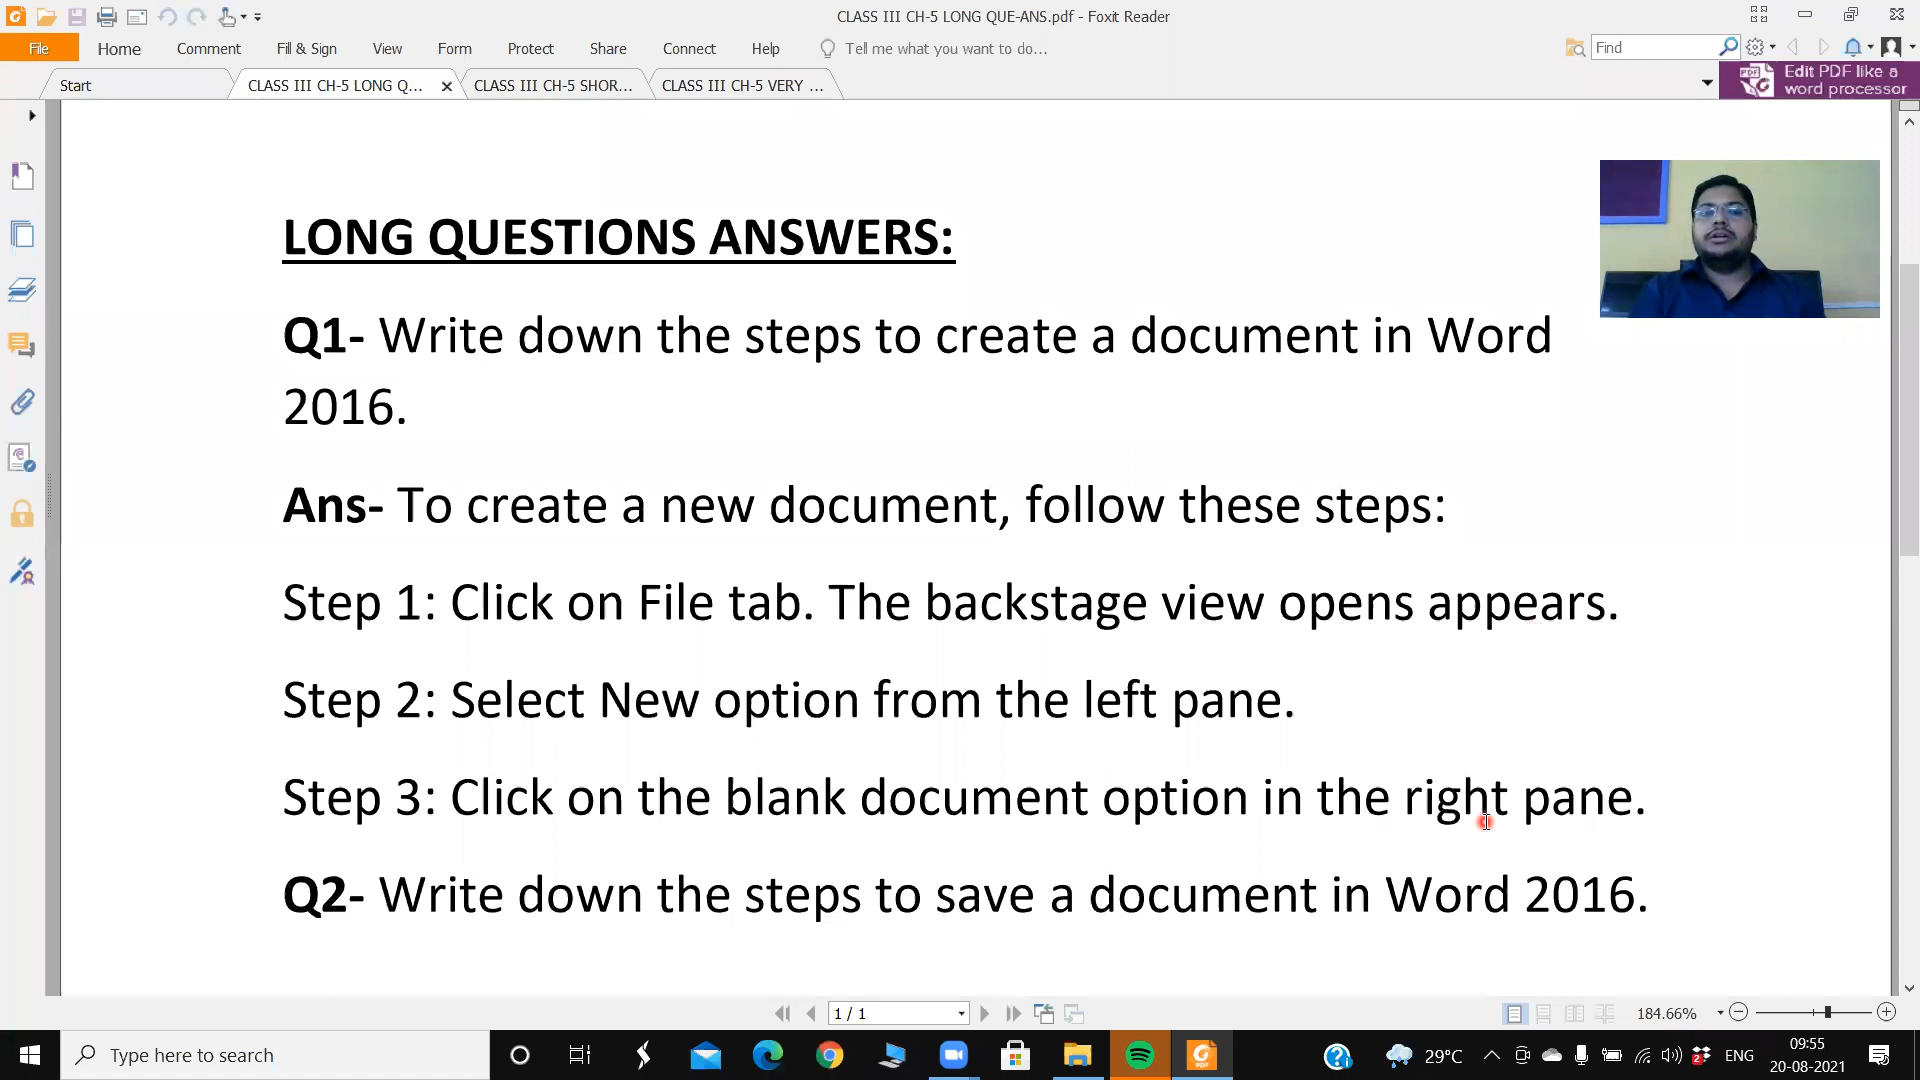 CLASS III CH-5 LONG QUE-ANS.pdf - Foxit Reader
File Home Comment Fill & Sign View Form Protect Share Connect Help Tell me what you want to do... Find
Start CLASS III CH-5 LONG Q... CLASS III CH-5 SHOR... CLASS III CH-5 VERY ...
Edit PDF like a
word processor
LONG QUESTIONS ANSWERS:
Q1- Write down the steps to create a document in Word
2016.
Ans- To create a new document, follow these steps:
Step 1: Click on File tab. The backstage view opens appears.
Step 2: Select New option from the left pane.
Step 3: Click on the blank document option in the right pane.
Q2- Write down the steps to save a document in Word 2016.
1 / 1
184.66%
Type here to search
29°C
ENG
09:55
20-08-2021